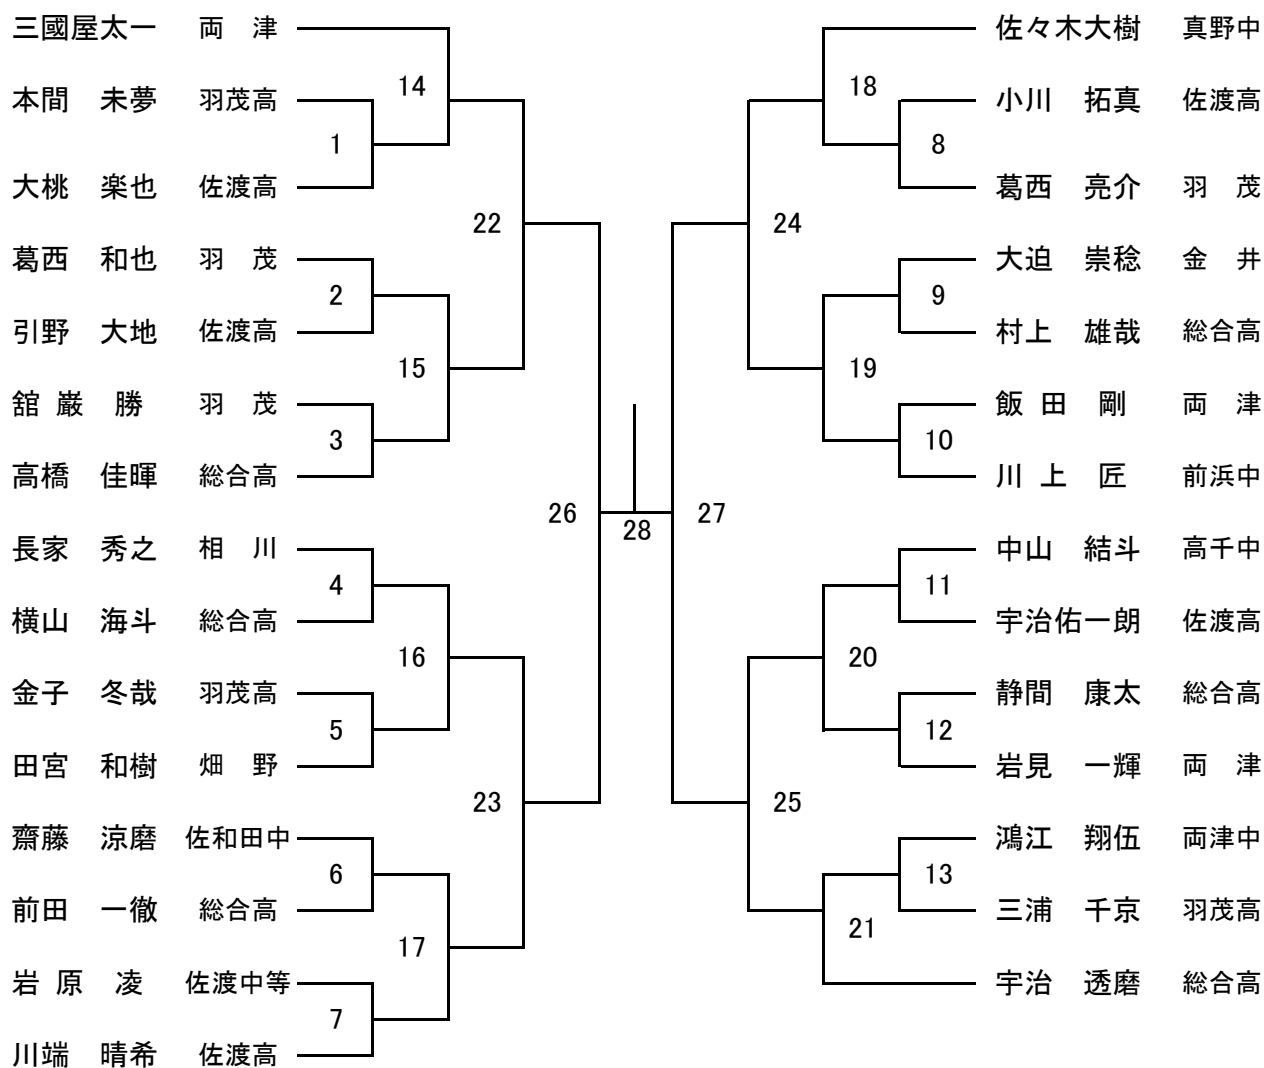 三國屋太一 両 津
14
本間 未夢 羽茂高
1
大桃 楽也 佐渡高
22
葛西 和也 羽 茂
2
引野 大地 佐渡高
15
舘 巌 勝 羽 茂
3
高橋 佳暉 総合高
26
長家 秀之 相 川
4
横山 海斗 総合高
16
金子 冬哉 羽茂高
5
田宮 和樹 畑 野
23
齋藤 涼磨 佐和田中
6
前田 一徹 総合高
17
岩 原 凌 佐渡中等
7
川端 晴希 佐渡高
28
佐々木大樹 真野中
18
小川 拓真 佐渡高
8
葛西 亮介 羽 茂
24
大迫 崇稔 金 井
9
村上 雄哉 総合高
19
飯 田 剛 両 津
10
川 上 匠 前浜中
27
中山 結斗 高千中
11
宇治佑一朗 佐渡高
20
静間 康太 総合高
12
岩見 一輝 両 津
25
鴻江 翔伍 両津中
13
三浦 千京 羽茂高
21
宇治 透磨 総合高